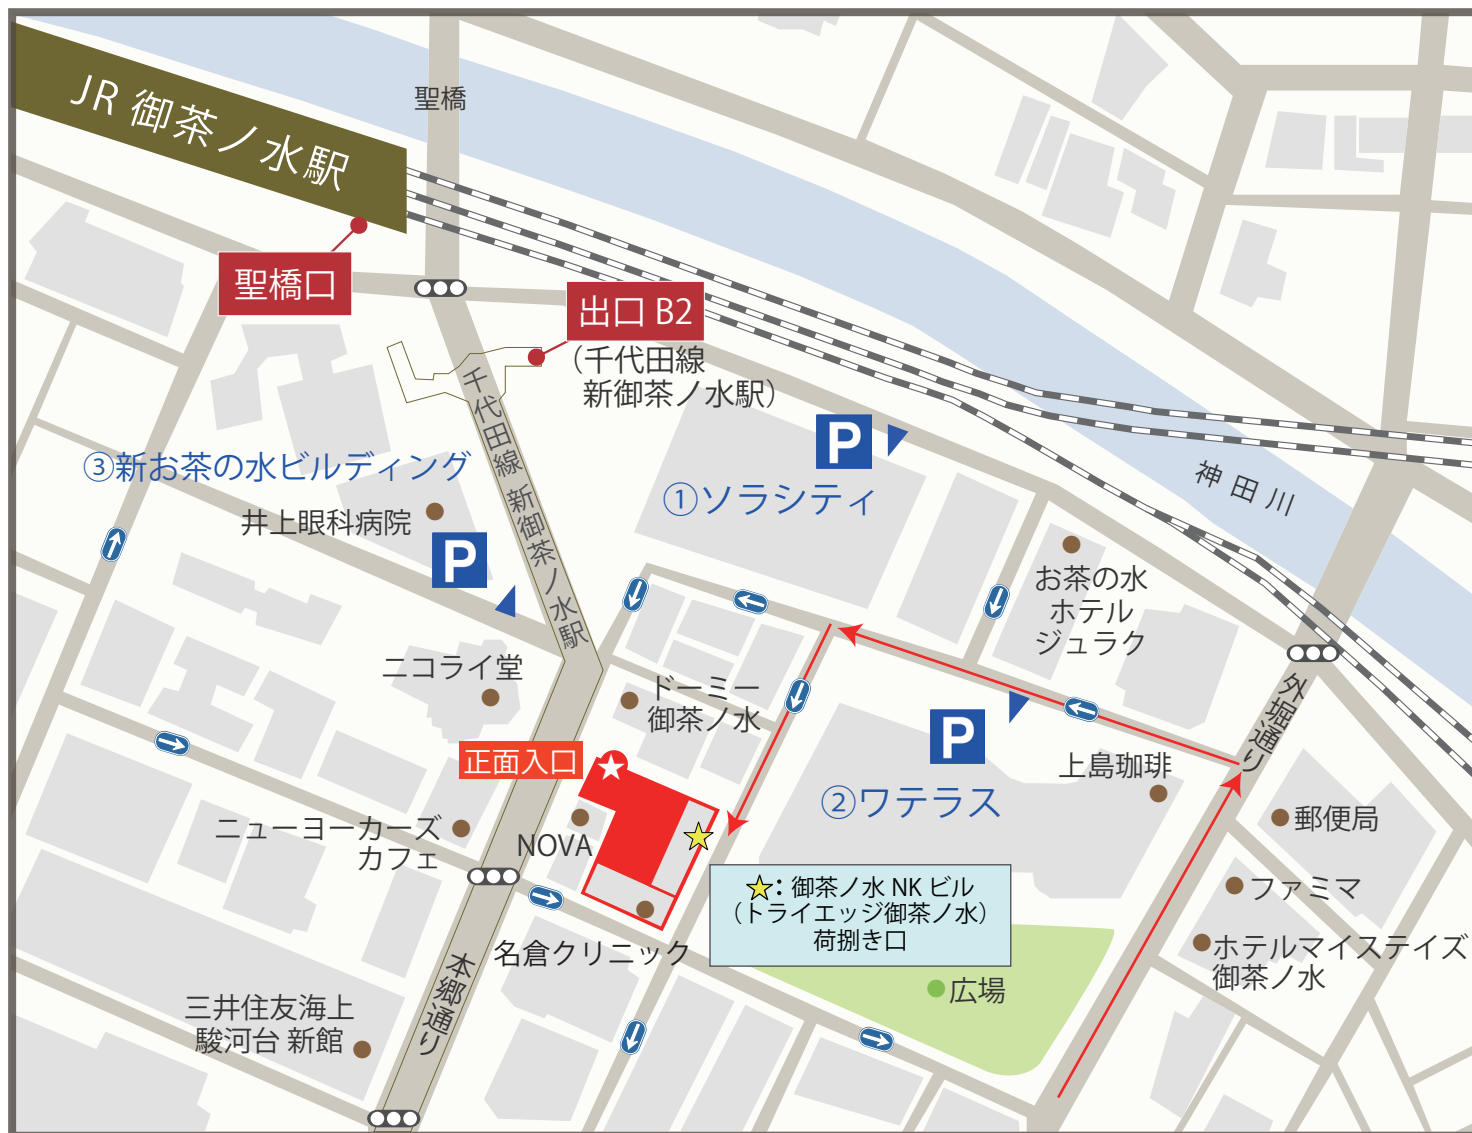 JR 御茶ノ水駅
聖橋
聖橋口
出口 B2
（千代田線
新御茶ノ水駅）
千代田線 新御茶ノ水駅
P
①ソラシティ
神田川
③新お茶の水ビルディング
井上眼科病院
P
お茶の水
ホテル
ジュラク
ニコライ堂
ドーミー
御茶ノ水
外堀通り
P
正面入口
上島珈琲
②ワテラス
郵便局
ニューヨーカーズ
カフェ
NOVA
☆：御茶ノ水 NK ビル
（トライエッジ御茶ノ水）
荷捌き口
ファミマ
名倉クリニック
ホテルマイステイズ
御茶ノ水
本郷通り
広場
三井住友海上
駿河台 新館